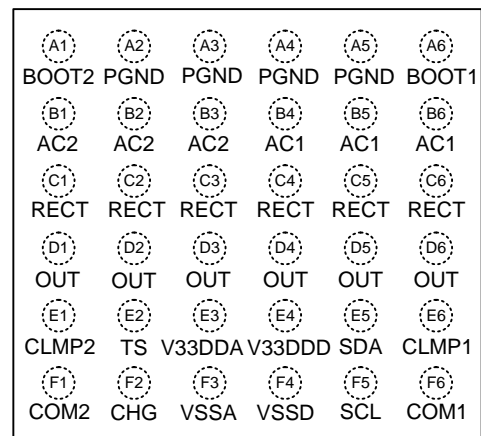 A1 A2 A3 A4 A5 A6
BOOT2 PGND PGND PGND PGND BOOT1
B1 B2 B3 B4 B5 B6
AC2 AC2 AC2 AC1 AC1 AC1
C1 C2 C3 C4 C5 C6
RECT RECT RECT RECT RECT RECT
D1 D2 D3 D4 D5 D6
OUT OUT OUT OUT OUT OUT
E1 E2 E3 E4 E5 E6
CLMP2 TS V33DDA V33DDD SDA CLMP1
F1 F2 F3 F4 F5 F6
COM2 CHG VSSA VSSD SCL COM1